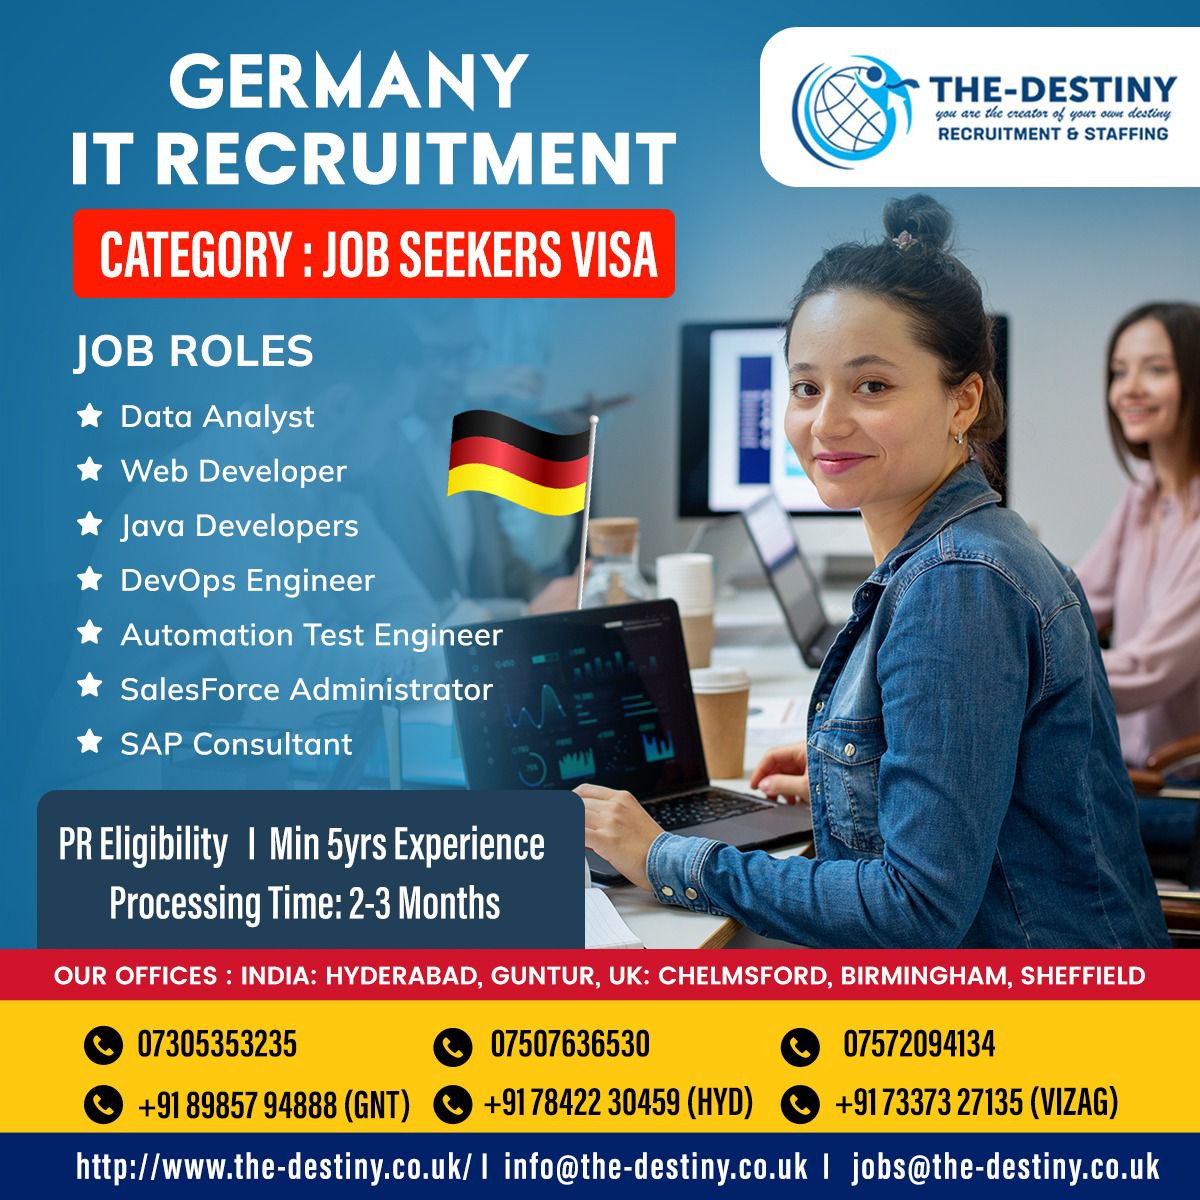 GERMANY
IT RECRUITMENT
THE-DESTINY
you are the creator of your own destiny
RECRUITMENT & STAFFING
CATEGORY : JOB SEEKERS VISA
JOB ROLES
Data Analyst
Web Developer
Java Developers
DevOps Engineer
Automation Test Engineer
SalesForce Administrator
SAP Consultant
PR Eligibility | Min 5yrs Experience
Processing Time: 2-3 Months
OUR OFFICES : INDIA: HYDERABAD, GUNTUR, UK: CHELMSFORD, BIRMINGHAM, SHEFFIELD
07305353235 07507636530 07572094134
+91 89857 94888 (GNT) +91 78422 30459 (HYD) +91 73373 27135 (VIZAG)
http://www.the-destiny.co.uk/ | info@the-destiny.co.uk | jobs@the-destiny.co.uk